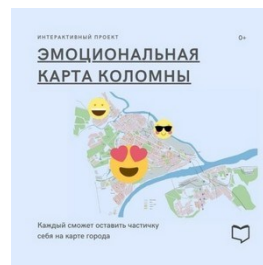 ИНТЕРАКТИВНЫЙ ПРОЕКТ 0+
ЭМОЦИОНАЛЬНАЯ
КАРТА КОЛОМНЫ
Каждый сможет оставить частичку
себя на карте города